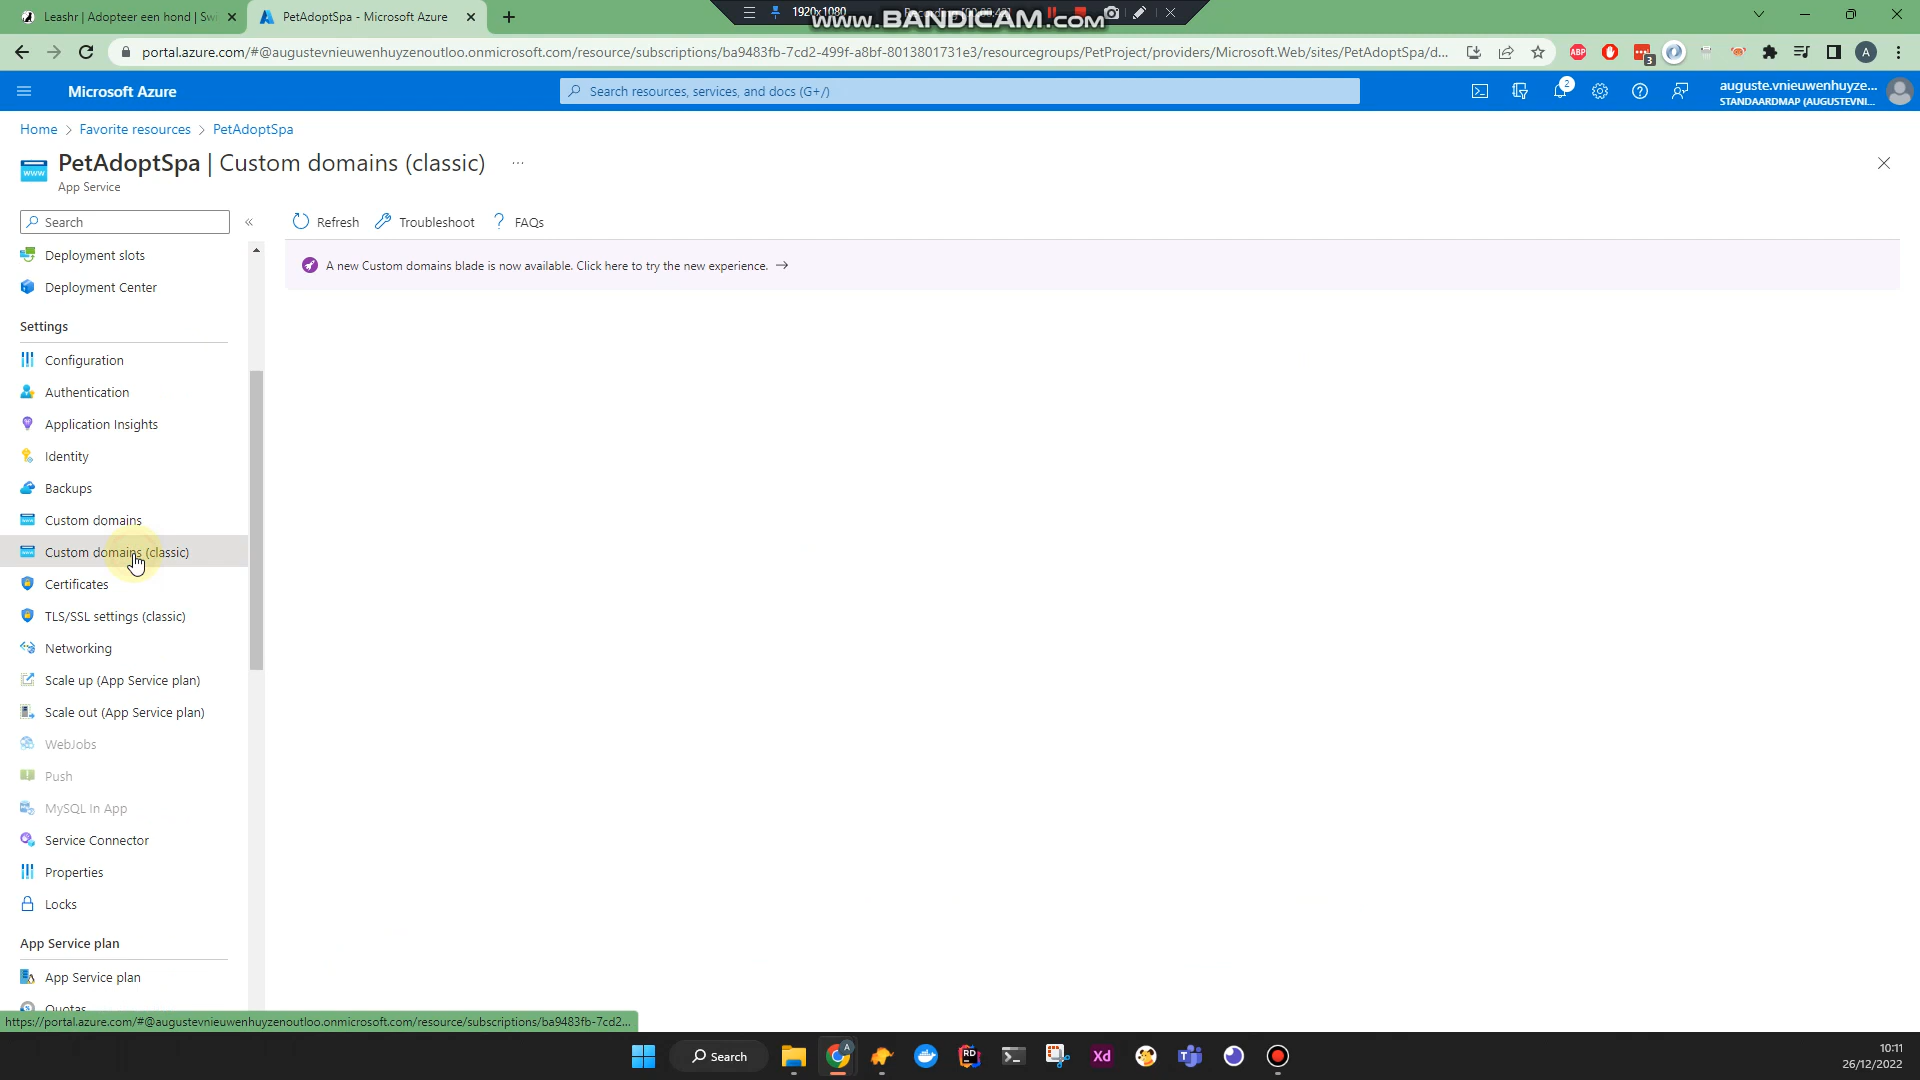 Leashr | Adopteer een hond | Swi
PetAdoptSpa - Microsoft Azure
1920x1080
www.BANDICAM.com
portal.azure.com/#@augustevnieuwenhuyzenoutloo.onmicrosoft.com/resource/subscriptions/ba9483fb-7cd2-499f-a8bf-8013801731e3/resourcegroups/PetProject/providers/Microsoft.Web/sites/PetAdoptSpa/d...
ABP
3
A
Microsoft Azure
Search resources, services, and docs (G+/)
2
auguste.vnieuwenhuyze...
STANDAARDMAP (AUGUSTEVNI...
Home > Favorite resources > PetAdoptSpa
PetAdoptSpa | Custom domains (classic) ...
App Service
Search
«
Refresh
Troubleshoot
FAQs
A new Custom domains blade is now available. Click here to try the new experience. →
Deployment slots
Deployment Center
Settings
Configuration
Authentication
Application Insights
Identity
Backups
Custom domains
Custom domains (classic)
Certificates
TLS/SSL settings (classic)
Networking
Scale up (App Service plan)
Scale out (App Service plan)
WebJobs
Push
MySQL In App
Service Connector
Properties
Locks
App Service plan
App Service plan
Quotas
https://portal.azure.com/#@augustevnieuwenhuyzenoutloo.onmicrosoft.com/resource/subscriptions/ba9483fb-7cd2...
Search
A
RD
Xd
10:11
26/12/2022